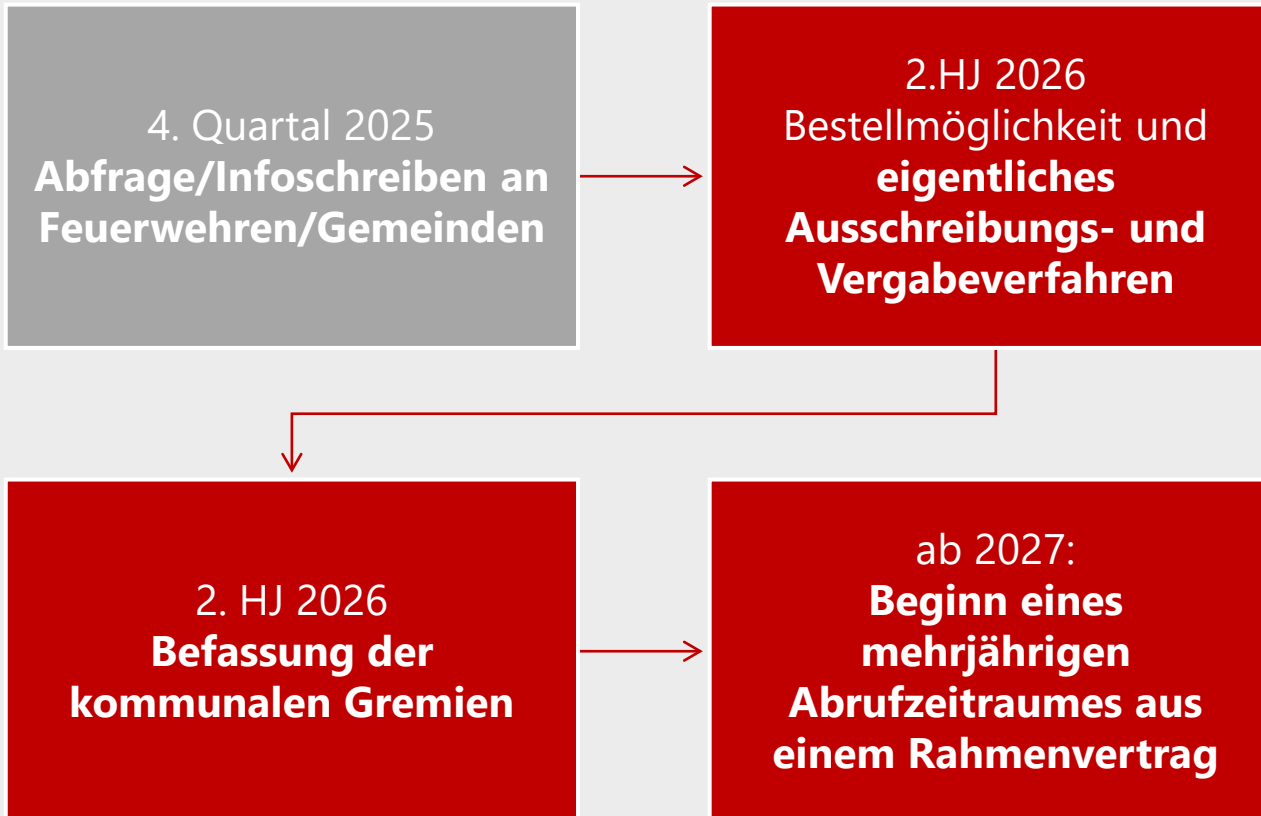 4. Quartal 2025
Abfrage/Infoschreiben an
Feuerwehren/Gemeinden
2.HJ 2026
Bestellmöglichkeit und
eigentliches
Ausschreibungs- und
Vergabeverfahren
2. HJ 2026
Befassung der
kommunalen Gremien
ab 2027:
Beginn eines
mehrjährigen
Abrufzeitraumes aus
einem Rahmenvertrag